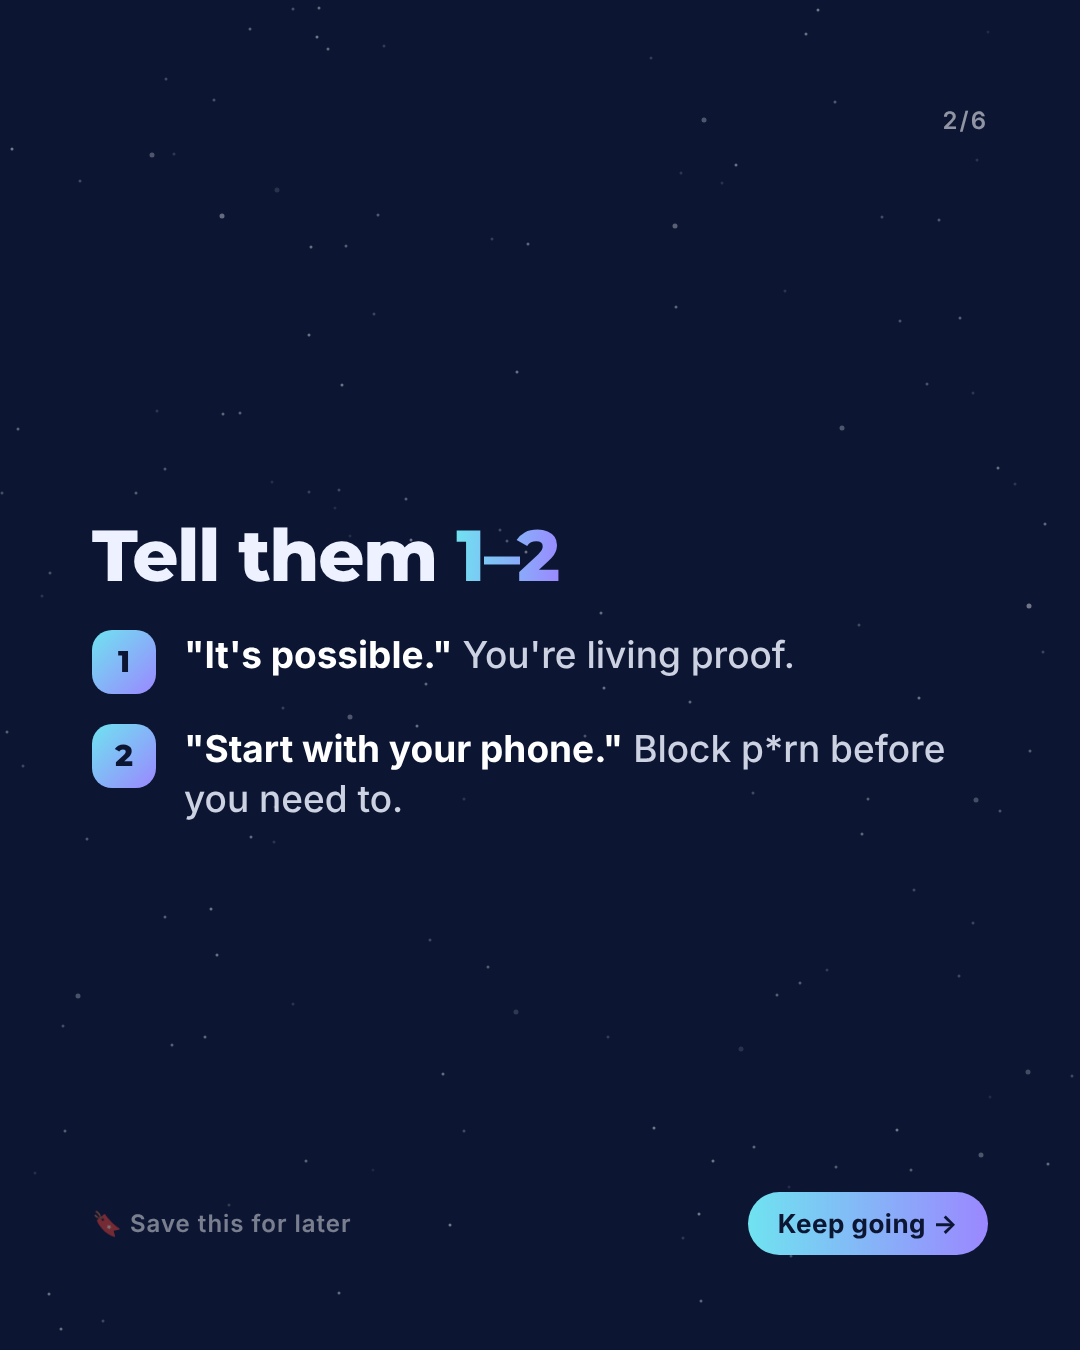 2/6
Tell them 1–2
1 "It's possible." You're living proof.
2 "Start with your phone." Block p*rn before
you need to.
🔖 Save this for later
Keep going →